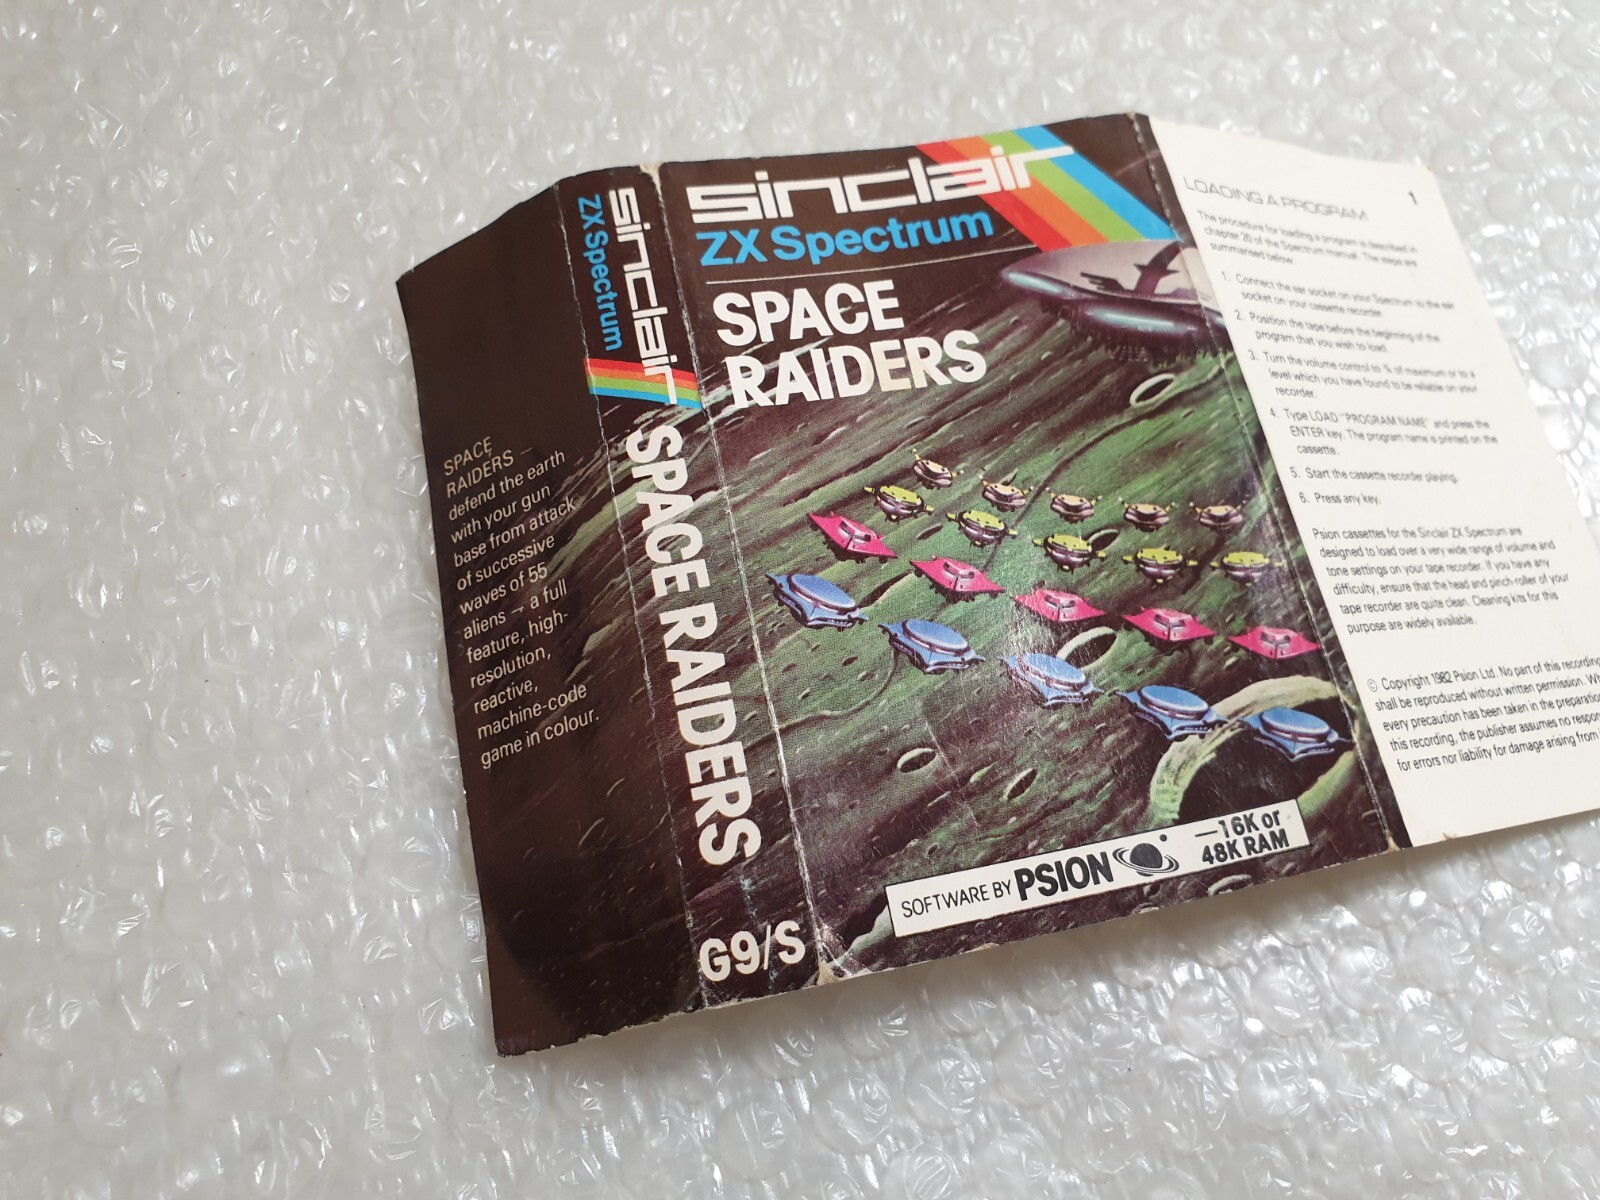 SPACE
RAIDERS –
defend the earth
with your gun
base from attack
of successive
waves of 55
aliens – a full
feature, high-
resolution,
reactive,
machine-code
game in colour.
sinclair
ZX Spectrum
SPACE RAIDERS
G9/S
sinclair
ZX Spectrum
SPACE
RAIDERS
SOFTWARE BY PSION
—16K or
48K RAM
LOADING A PROGRAM
1
The procedure for loading a program is described in
chapter 20 of the Spectrum manual. The steps are
summarised below.
1. Connect the ear socket on your Spectrum to the ear
socket on your cassette recorder.
2. Position the tape before the beginning of the
program that you wish to load.
3. Turn the volume control to ¾ of maximum or to a
level which you have found to be reliable on your
recorder.
4. Type LOAD "PROGRAM NAME" and press the
ENTER key. The program name is printed on the
cassette.
5. Start the cassette recorder playing.
6. Press any key.
Psion cassettes for the Sinclair ZX Spectrum are
designed to load over a very wide range of volume and
tone settings on your tape recorder. If you have any
difficulty, ensure that the head and pinch-roller of your
tape recorder are quite clean. Cleaning kits for this
purpose are widely available.
© Copyright 1982 Psion Ltd. No part of this recording
shall be reproduced without written permission. Wh
every precaution has been taken in the preparation
this recording, the publisher assumes no respon
for errors nor liability for damage arising from